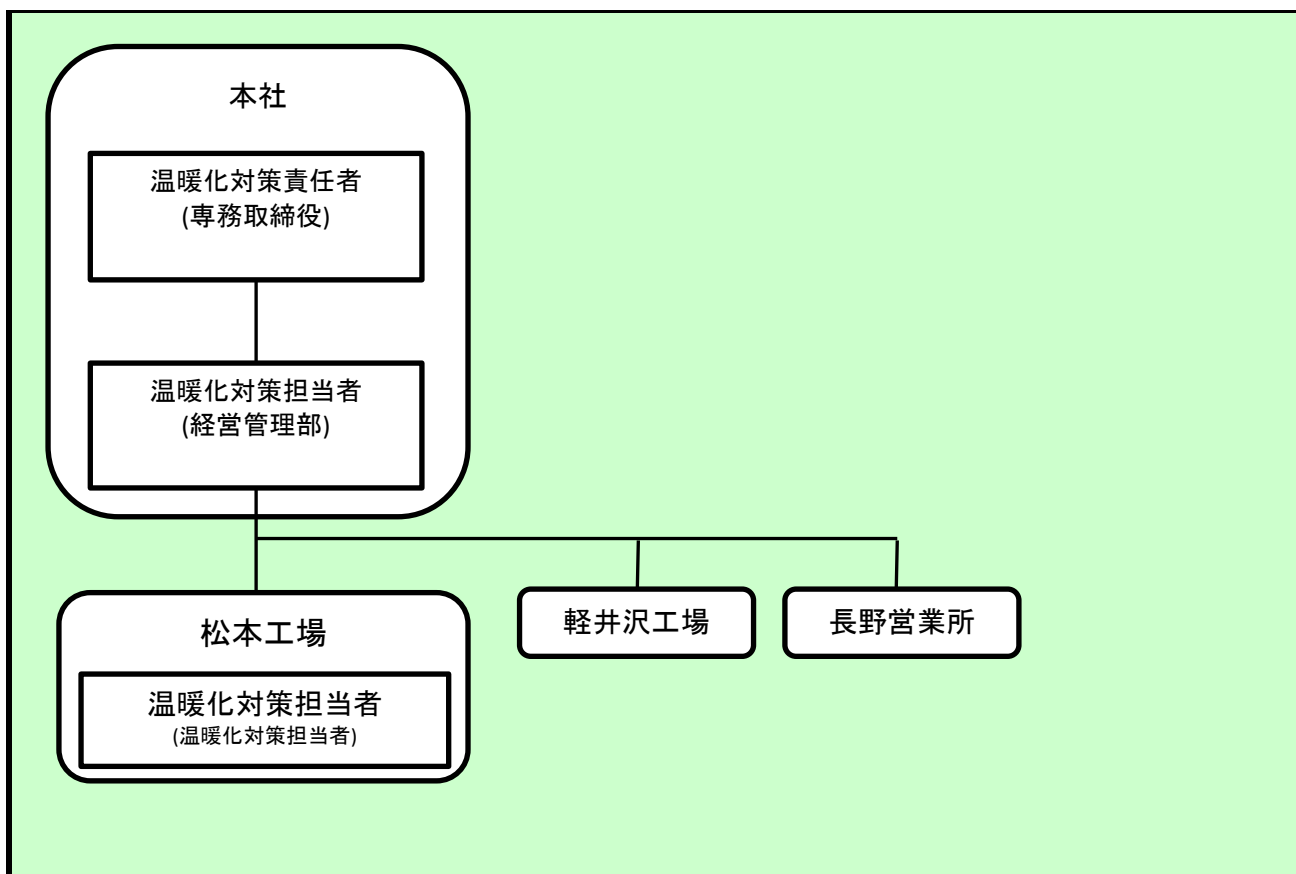 本社
温暖化対策責任者
(専務取締役)
温暖化対策担当者
(経営管理部)
松本工場
温暖化対策担当者
(温暖化対策担当者)
軽井沢工場
長野営業所